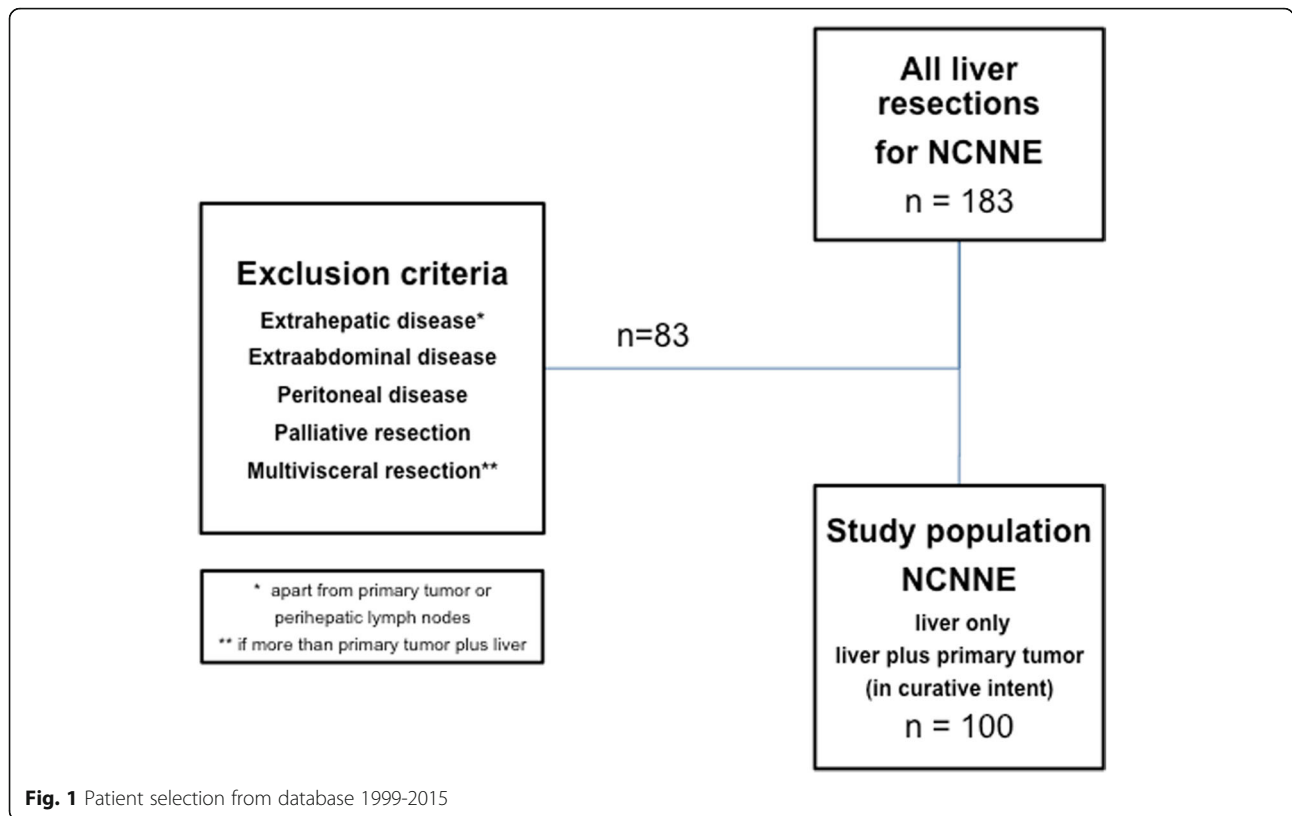 All liver
resections
for NCNNE
n = 183
Exclusion criteria
Extrahepatic disease*
Extraabdominal disease
Peritoneal disease
Palliative resection
Multivisceral resection**
n=83
* apart from primary tumor or
perihepatic lymph nodes
** if more than primary tumor plus liver
Study population
NCNNE
liver only
liver plus primary tumor
(in curative intent)
n = 100
Fig. 1 Patient selection from database 1999-2015